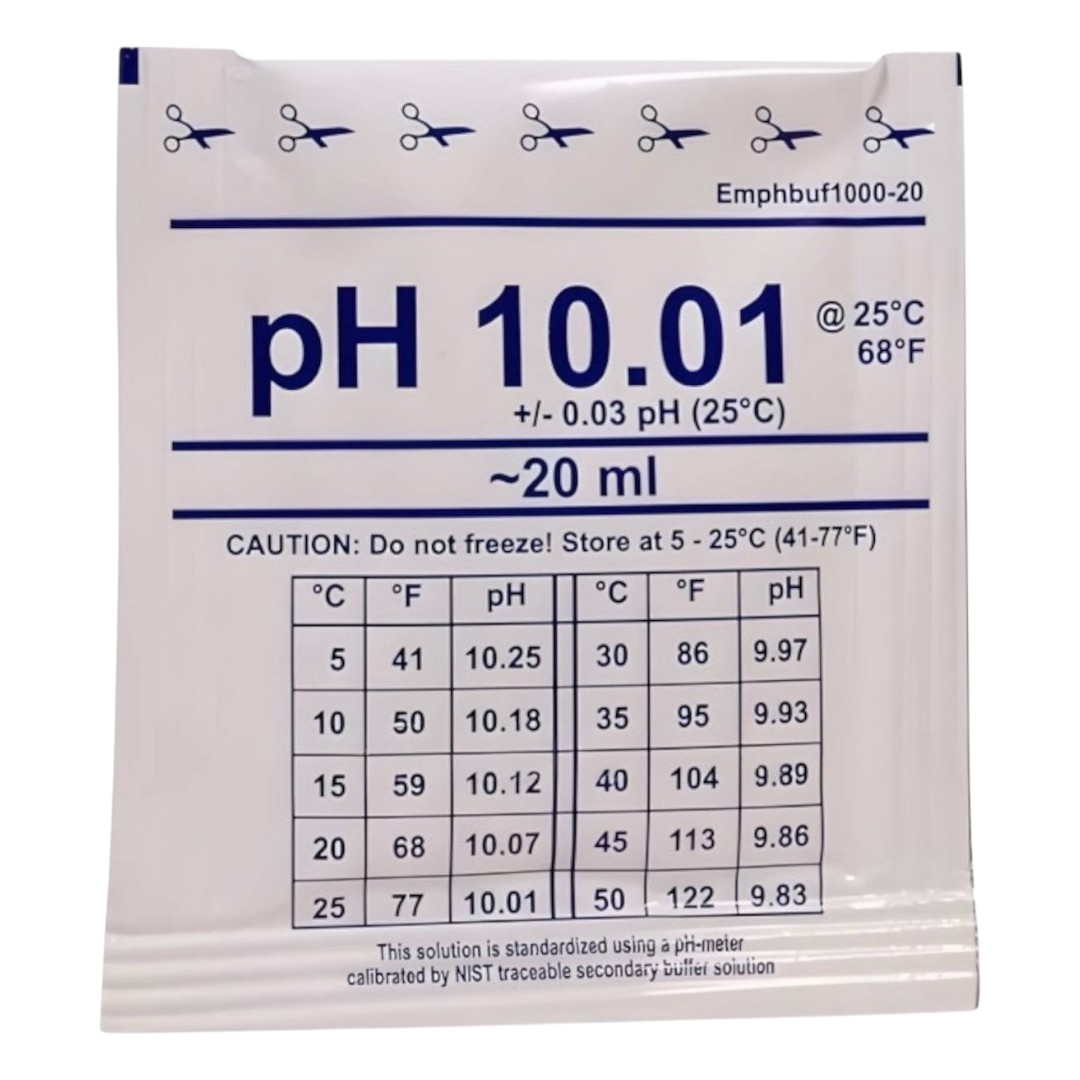 Emphbuf1000-20
pH 10.01 @ 25°C
68°F
+/- 0.03 pH (25°C)
~20 ml
CAUTION: Do not freeze! Store at 5 - 25°C (41-77°F)
°C °F pH °C °F pH
5 41 10.25 30 86 9.97
10 50 10.18 35 95 9.93
15 59 10.12 40 104 9.89
20 68 10.07 45 113 9.86
25 77 10.01 50 122 9.83
This solution is standardized using a pH-meter
calibrated by NIST traceable secondary buffer solution